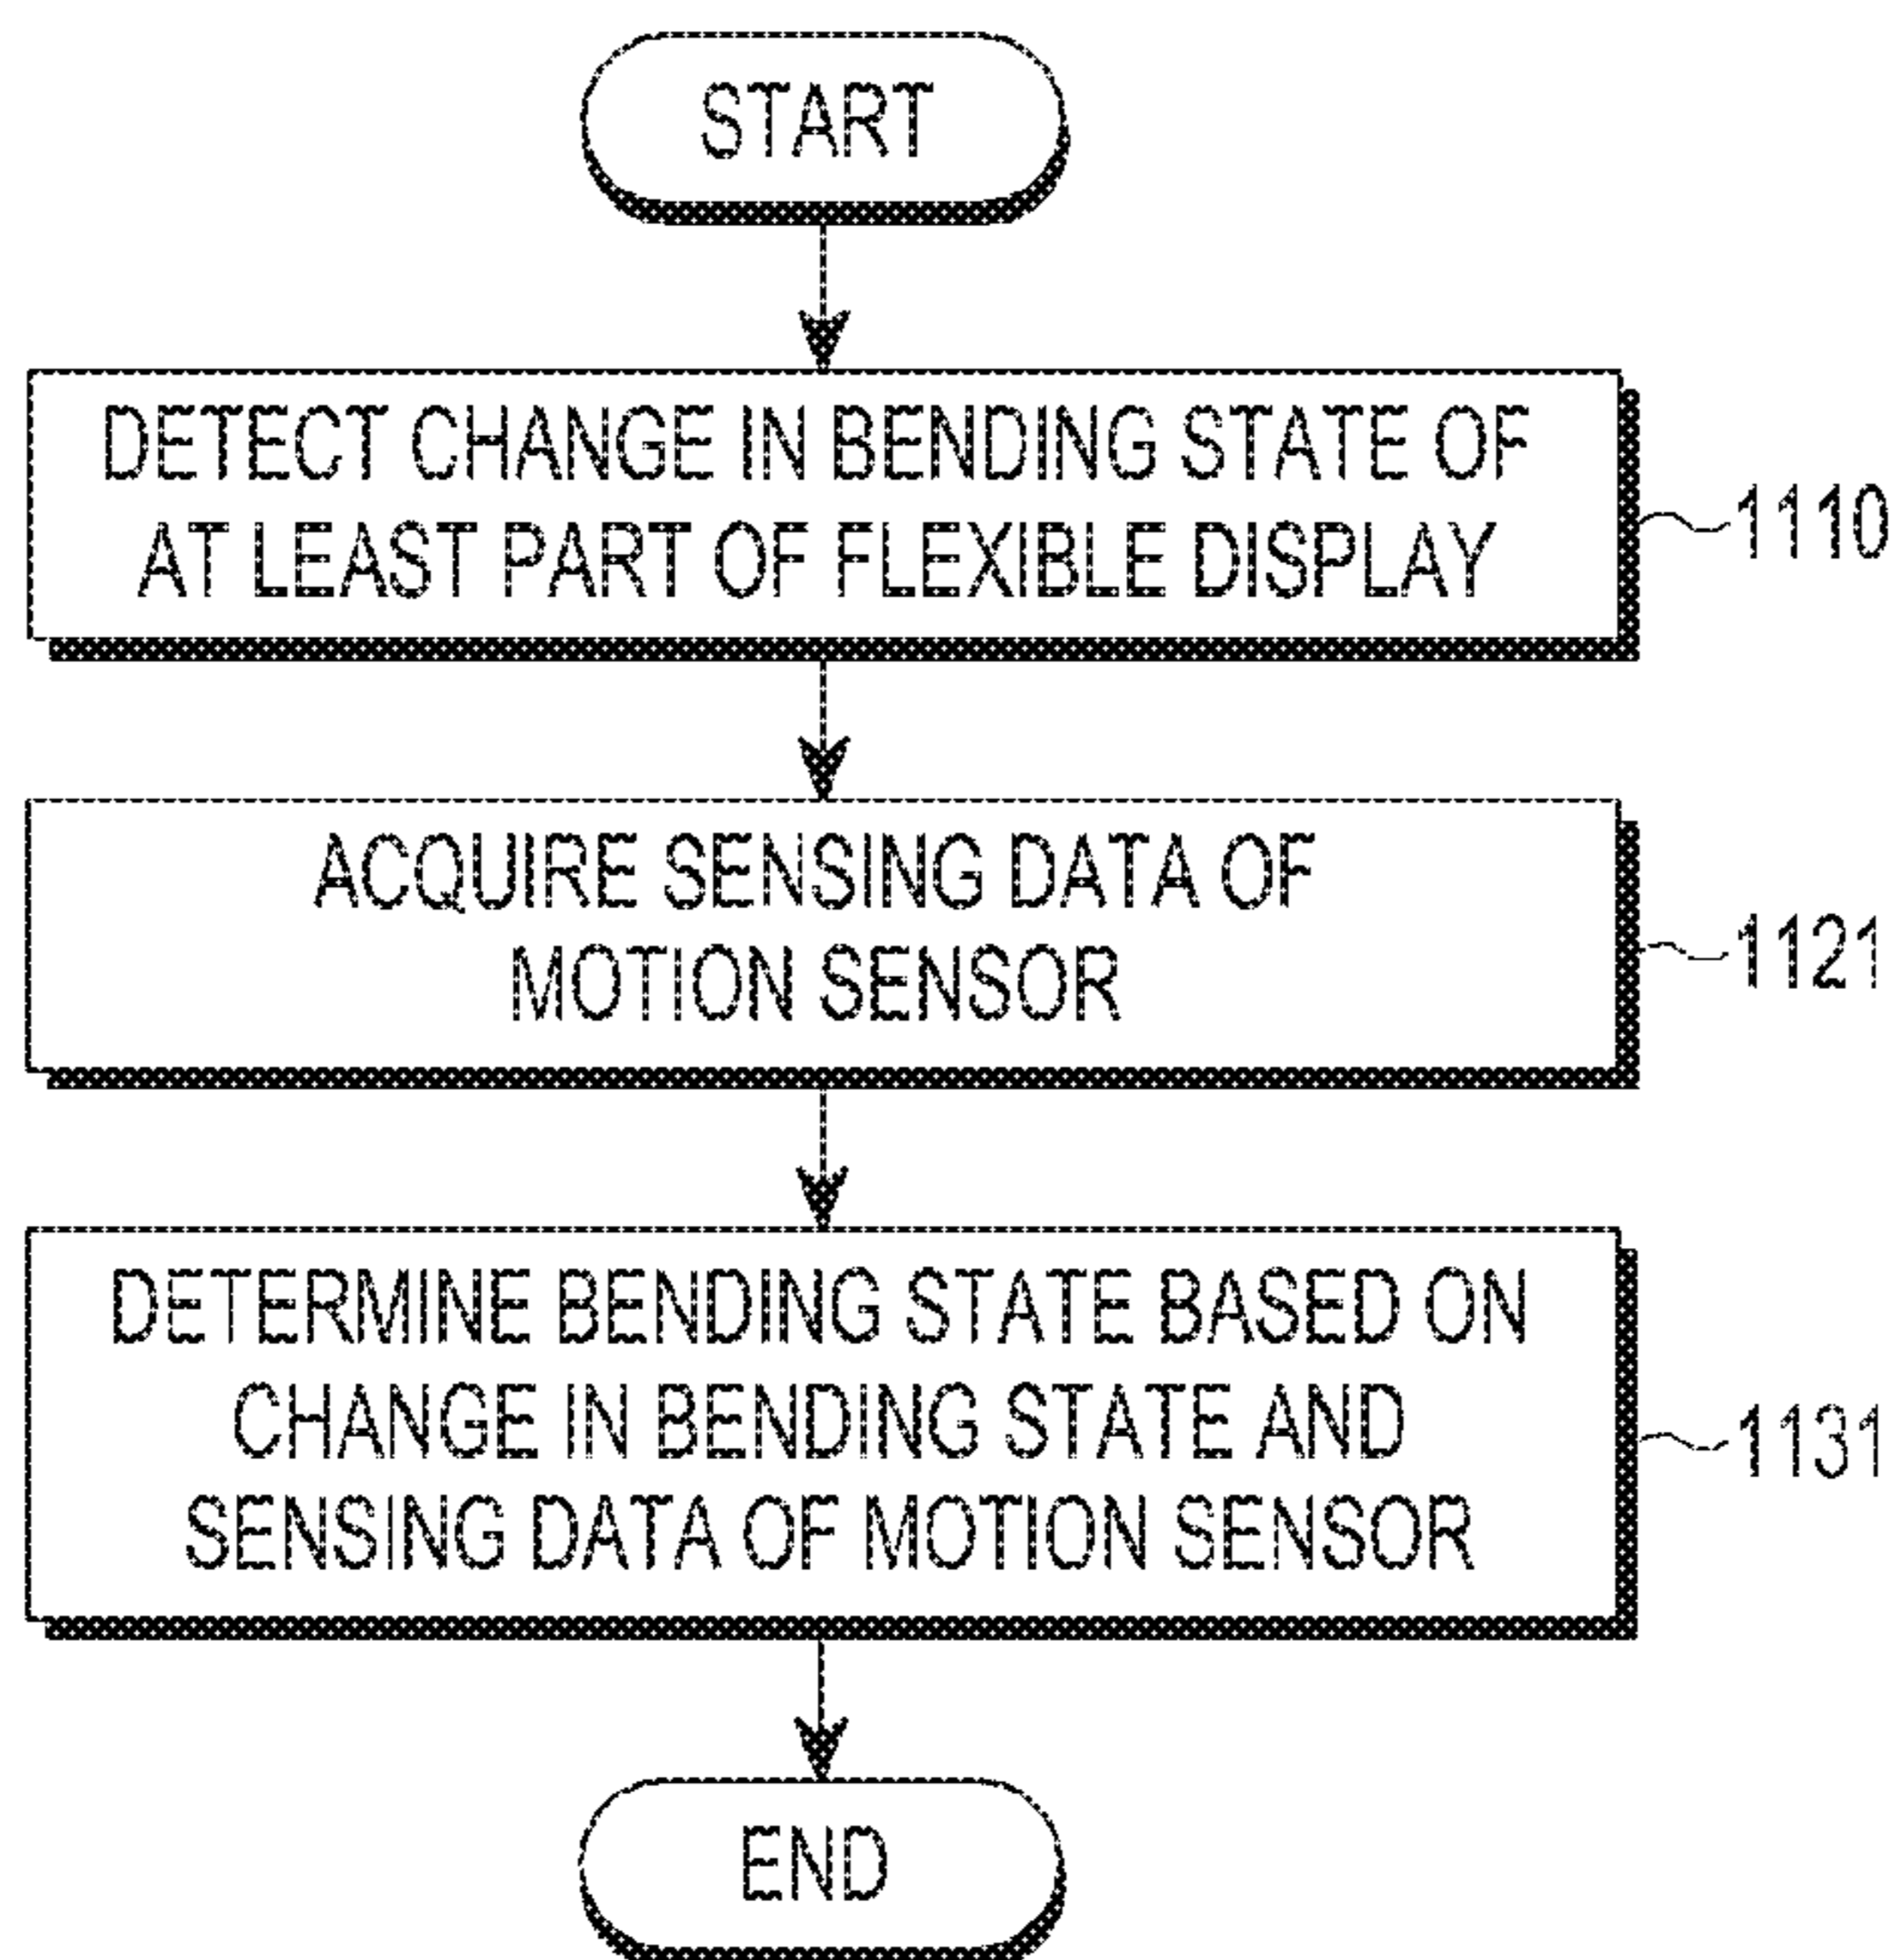 START
DETECT CHANGE IN BENDING STATE OF
AT LEAST PART OF FLEXIBLE DISPLAY
1110
ACQUIRE SENSING DATA OF
MOTION SENSOR
1121
DETERMINE BENDING STATE BASED ON
CHANGE IN BENDING STATE AND
SENSING DATA OF MOTION SENSOR
1131
END